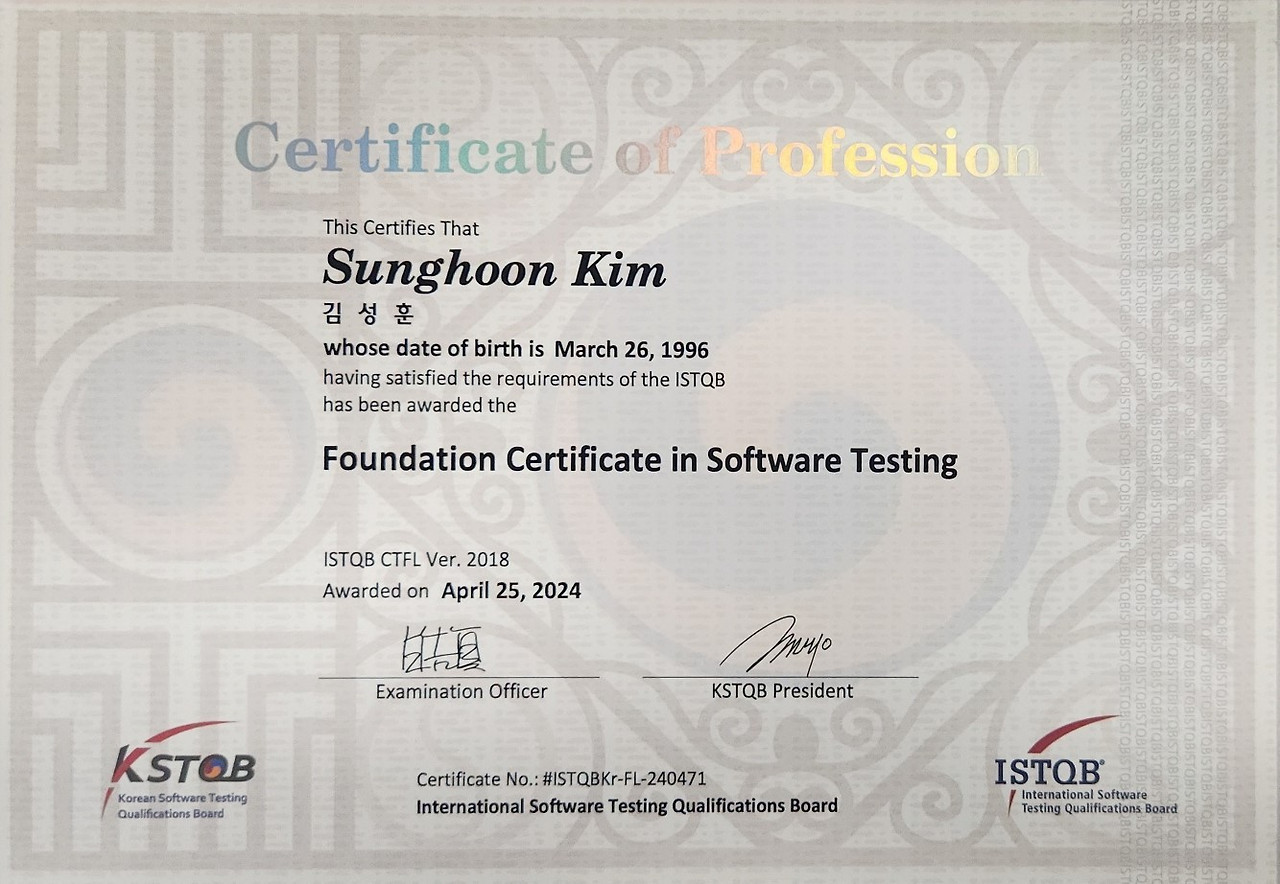 Certificate of Profession
This Certifies That
Sunghoon Kim
김 성 훈
whose date of birth is March 26, 1996
having satisfied the requirements of the ISTQB
has been awarded the
Foundation Certificate in Software Testing
ISTQB CTFL Ver. 2018
Awarded on April 25, 2024
Examination Officer
KSTQB President
KSTQB
Korean Software Testing
Qualifications Board
Certificate No.: #ISTQBKr-FL-240471
International Software Testing Qualifications Board
ISTQB®
International Software
Testing Qualifications Board